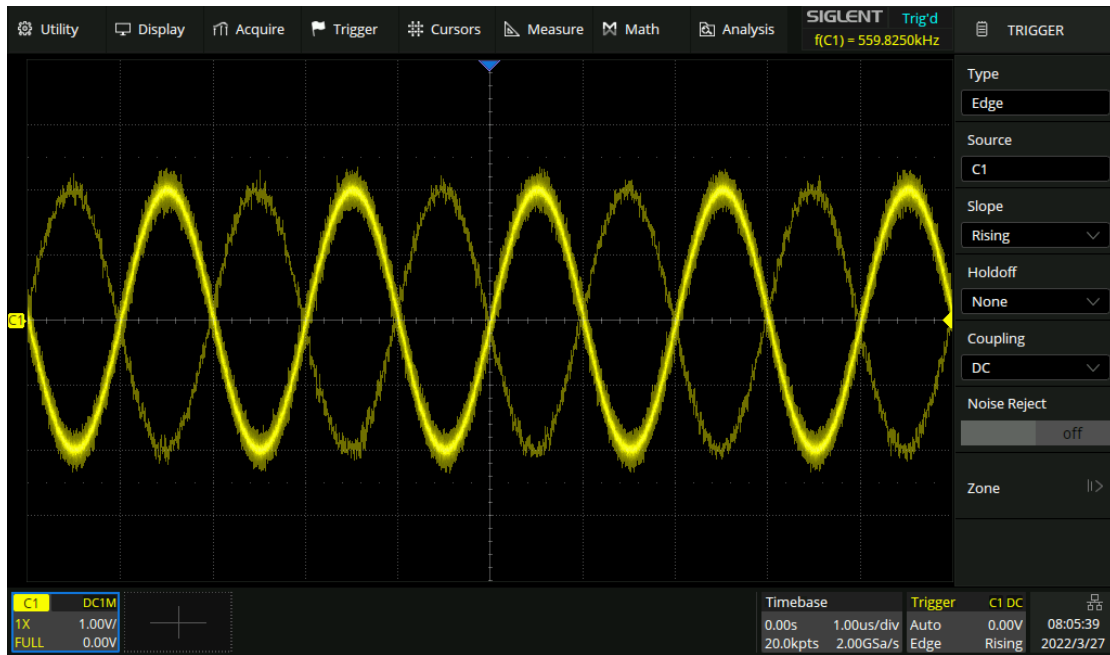 Utility Display Acquire Trigger Cursors Measure Math Analysis
SIGLENT Trig'd
f(C1) = 559.8250kHz
TRIGGER
Type
Edge
Source
C1
Slope
Rising
Holdoff
None
Coupling
DC
Noise Reject
off
Zone
C1
C1 DC1M
1X 1.00V/
FULL 0.00V
Timebase
0.00s 1.00us/div
20.0kpts 2.00GSa/s
Trigger C1 DC
Auto 0.00V
Edge Rising
08:05:39
2022/3/27